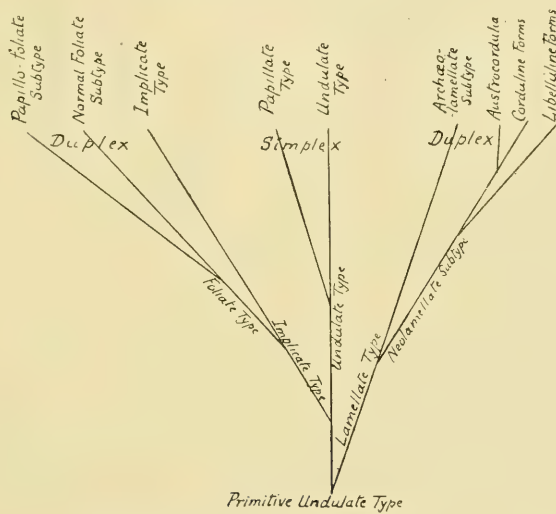 Papillo-foliate
Subtype
Normal Foliate
Subtype
Implicate
Type
Papillate
Type
Undulate
Type
Archæo-
-lamellate
Subtype
Austrocordulia
Corduline Forms
Libelluline Forms
Duplex
Simplex
Duplex
Foliate Type
Implicate Type
Undulate Type
Lamellate Type
Neolamellate Subtype
Primitive Undulate Type